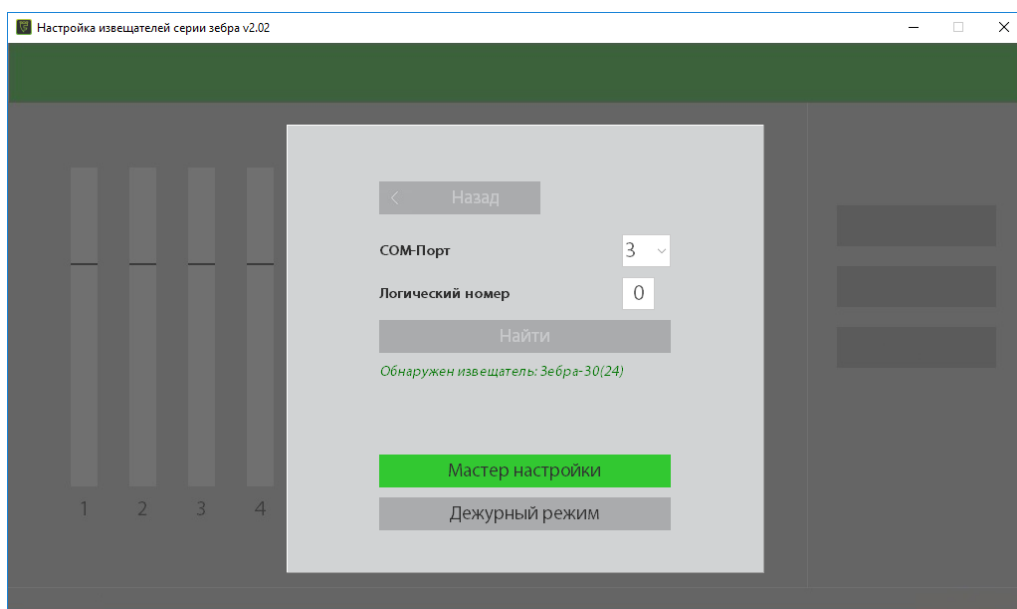 Настройка извещателей серии зебра v2.02
Назад
COM-Порт
3
Логический номер
0
Найти
Обнаружен извещатель: Зебра-30(24)
Мастер настройки
Дежурный режим
1 2 3 4